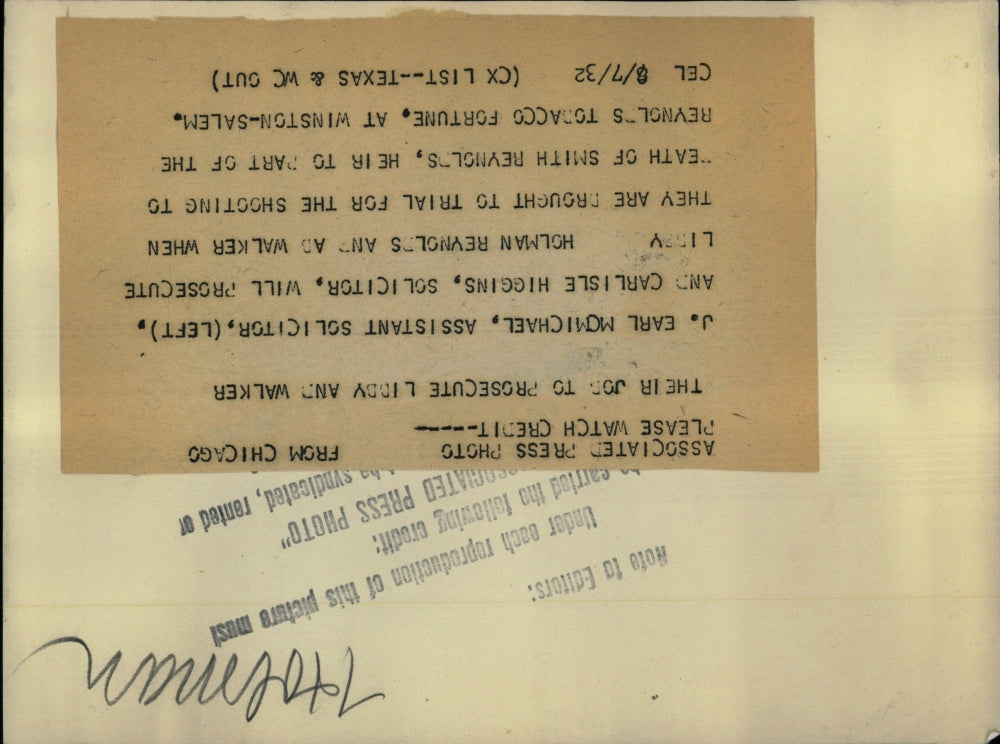 Holman
Note to Editors:
Under each reproduction of this picture must
be carried the following credit:
"ASSOCIATED PRESS PHOTO"
be syndicated, rented or
ASSOCIATED PRESS PHOTO FROM CHICAGO
PLEASE WATCH CREDIT-----
THEIR JOB TO PROSECUTE LIBBY AND WALKER
J. EARL MCMICHAEL, ASSISTANT SOLICITOR, (LEFT),
AND CARLISLE HIGGINS, SOLICITOR, WILL PROSECUTE
LIBBY HOLMAN REYNOLDS AND AB WALKER WHEN
THEY ARE BROUGHT TO TRIAL FOR THE SHOOTING TO
EATH OF SMITH REYNOLDS, HEIR TO PART OF THE
REYNOLDS TOBACCO FORTUNE, AT WINSTON-SALEM.
CEL 8/7/32 (CX LIST--TEXAS & WC OUT)